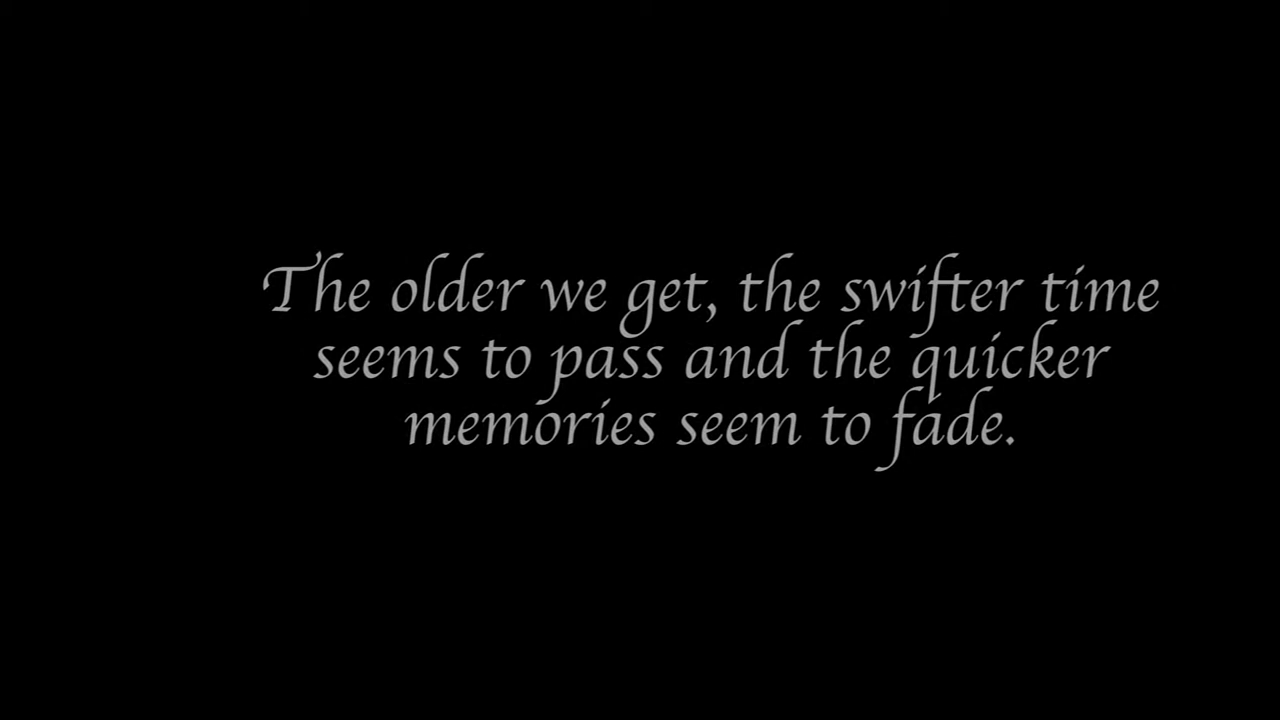 The older we get, the swifter time
seems to pass and the quicker
memories seem to fade.